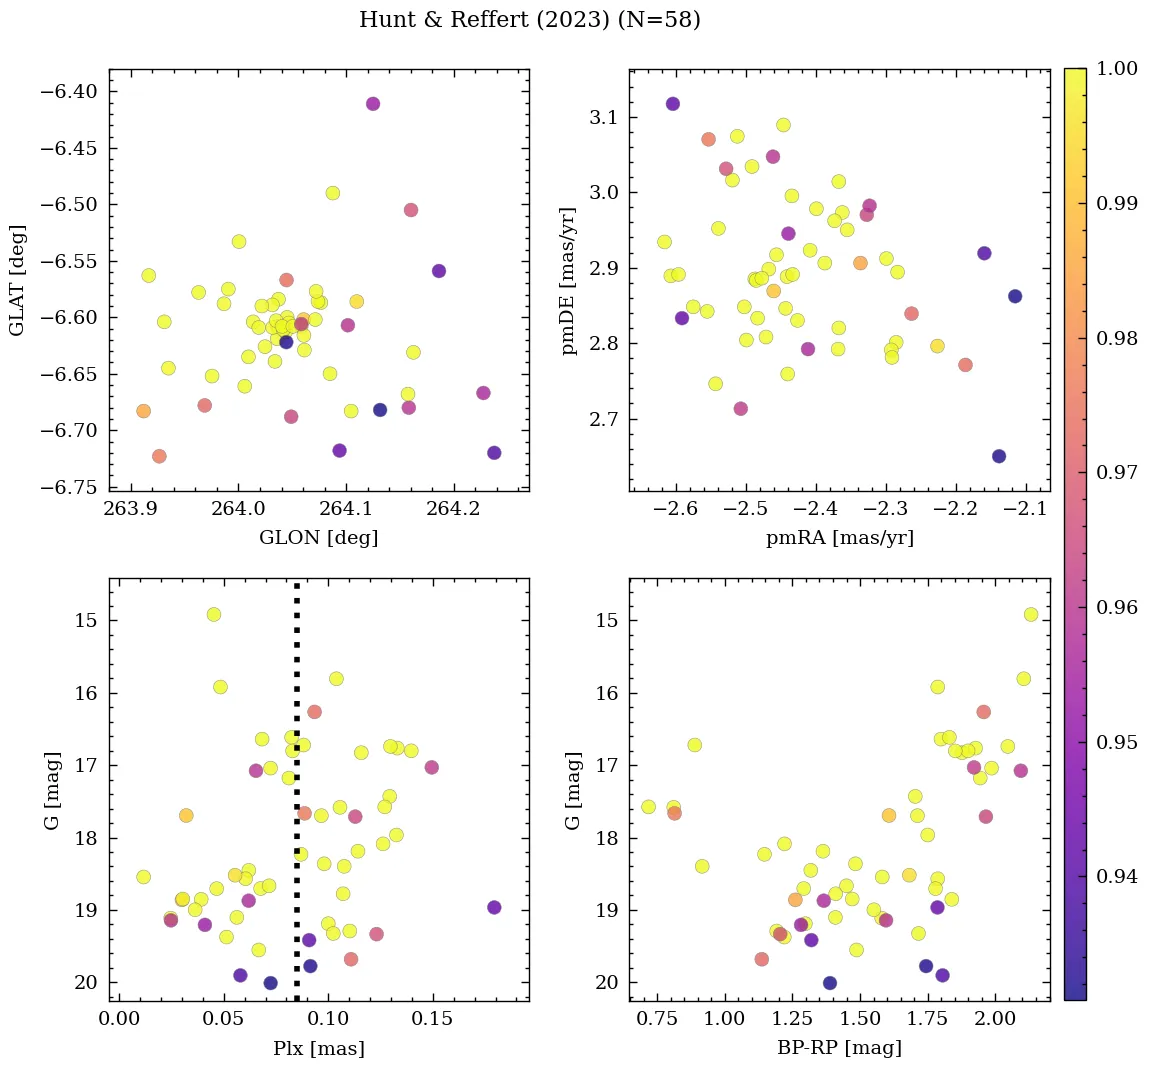 Hunt & Reffert (2023) (N=58)
−6.40
−6.45
−6.50
−6.55
−6.60
−6.65
−6.70
−6.75
GLAT [deg]
263.9 264.0 264.1 264.2
GLON [deg]
3.1
3.0
2.9
2.8
2.7
pmDE [mas/yr]
−2.6 −2.5 −2.4 −2.3 −2.2 −2.1
pmRA [mas/yr]
1.00
0.99
0.98
0.97
0.96
0.95
0.94
15
16
17
18
19
20
G [mag]
0.00 0.05 0.10 0.15
Plx [mas]
15
16
17
18
19
20
G [mag]
0.75 1.00 1.25 1.50 1.75 2.00
BP-RP [mag]